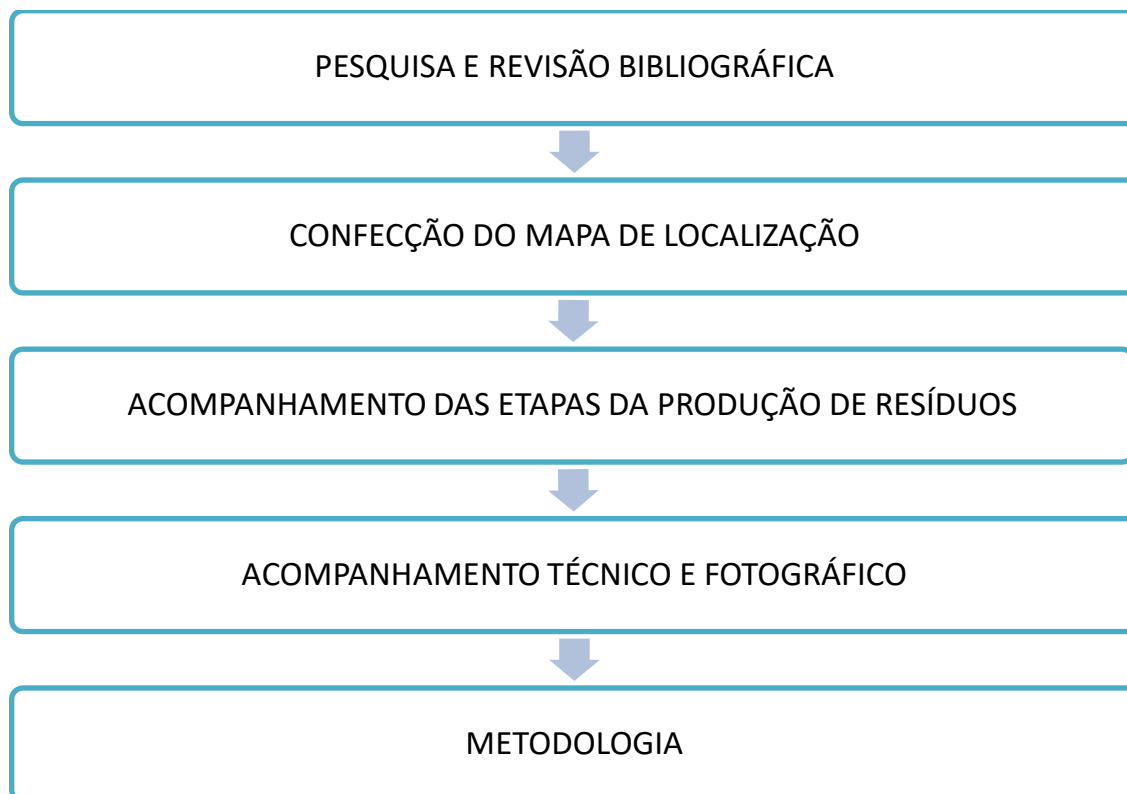 PESQUISA E REVISÃO BIBLIOGRÁFICA
CONFECÇÃO DO MAPA DE LOCALIZAÇÃO
ACOMPANHAMENTO DAS ETAPAS DA PRODUÇÃO DE RESÍDUOS
ACOMPANHAMENTO TÉCNICO E FOTOGRÁFICO
METODOLOGIA